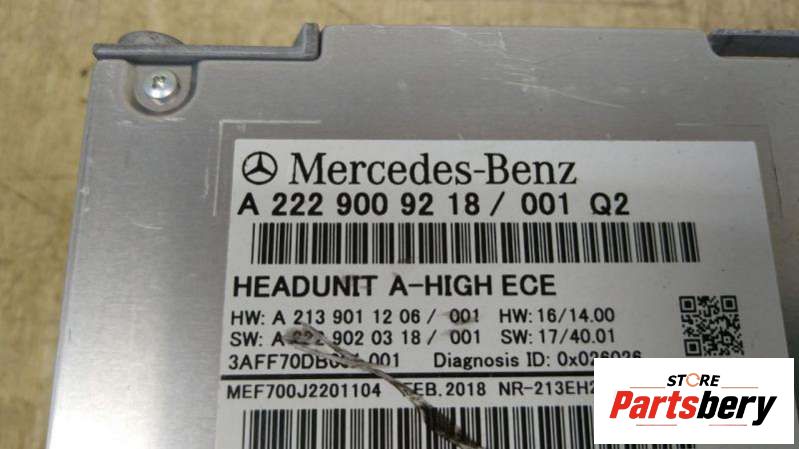 Mercedes-Benz
A 222 900 92 18 / 001 Q2
HEADUNIT A-HIGH ECE
HW: A 213 901 12 06 / 001 HW: 16/14.00
SW: A 222 902 03 18 / 001 SW: 17/40.01
001 Diagnosis ID: 0x026026
MEF700J2201104 FEB.2018
STORE
Partsbery